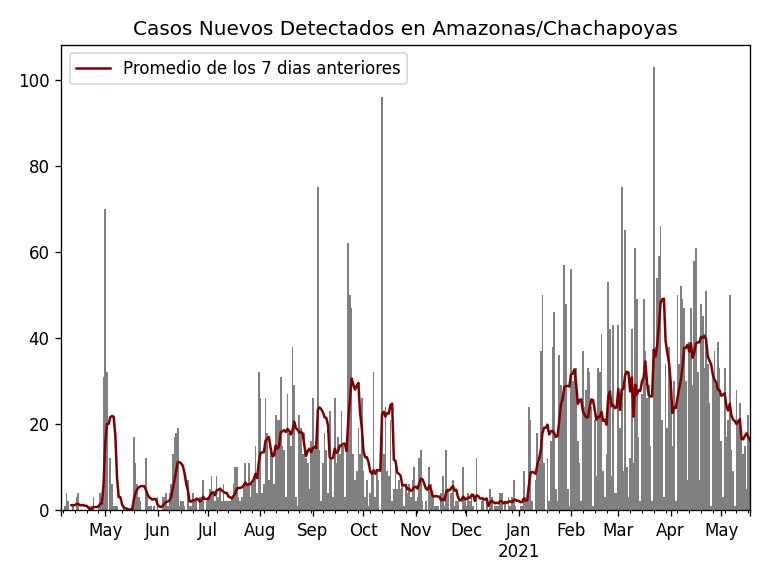 Casos Nuevos Detectados en Amazonas/Chachapoyas
Promedio de los 7 dias anteriores
100
80
60
40
20
0
May Jun Jul Aug Sep Oct Nov Dec Jan Feb Mar Apr May
2021